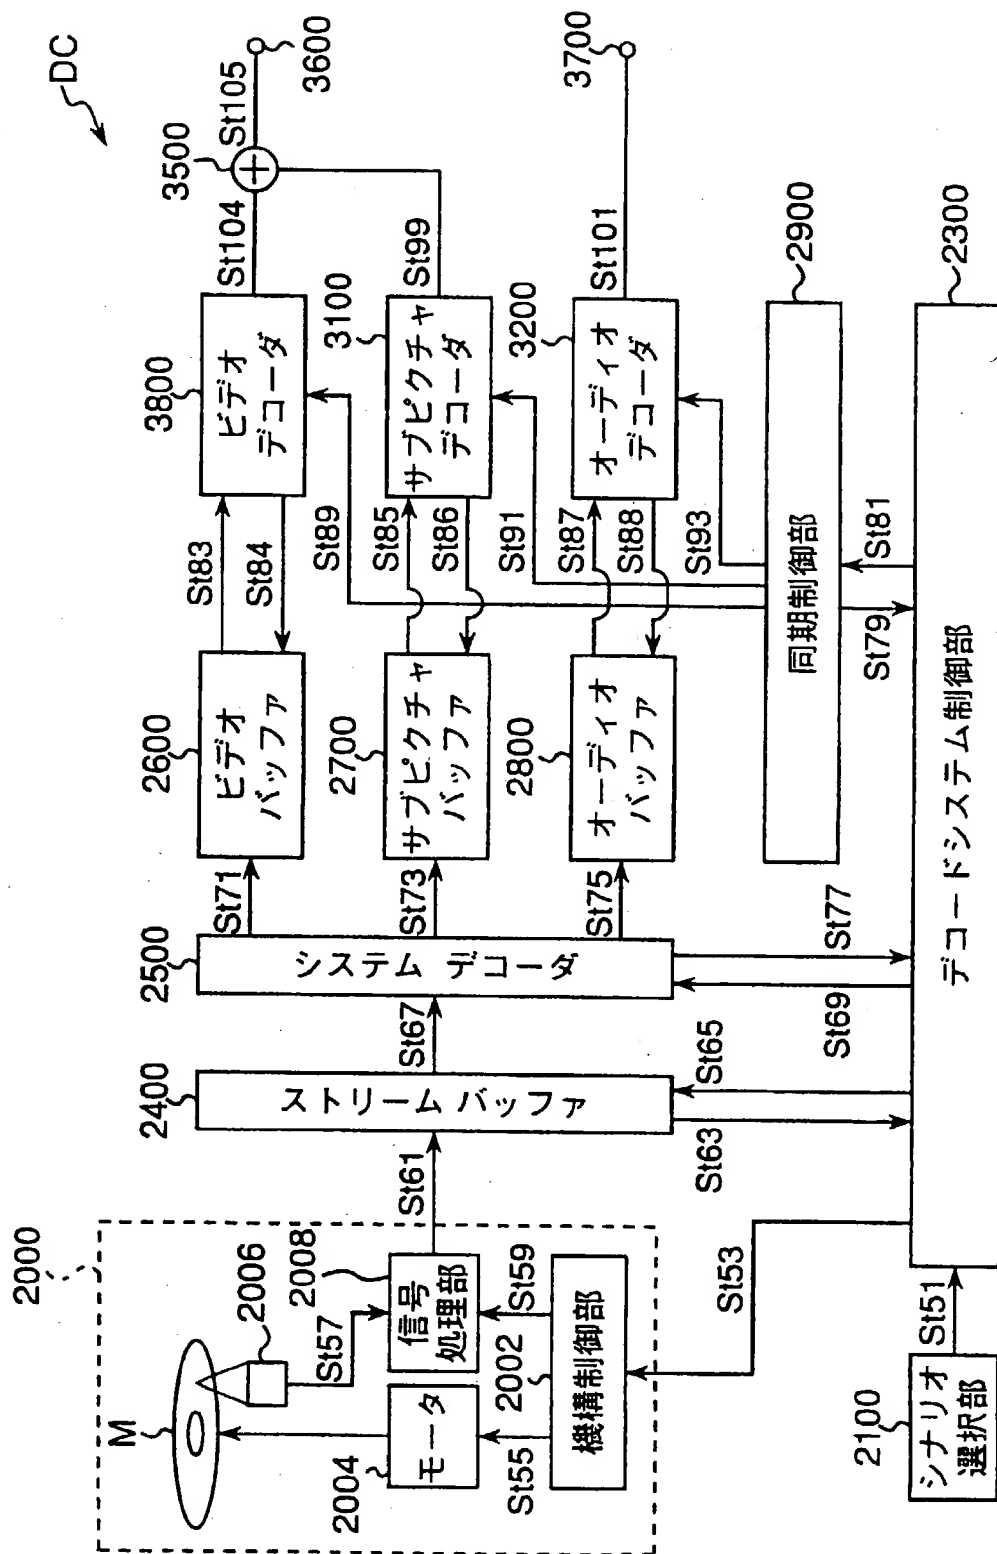 DC
2000
M
2006
2008
信号
処理部
St57
2004
モータ
St59
St55
2002
機構制御部
St61
2400
ストリーム バッファ
St67
2500
システム デコーダ
St71
St73
St75
2600
ビデオ
バッファ
2700
サブピクチャ
バッファ
2800
オーディオ
バッファ
St83
St84
St89
St85
St86
St91
St87
St88
St93
3800
ビデオ
デコーダ
3100
サブピクチャ
デコーダ
3200
オーディオ
デコーダ
St104
3500
St105
3600
St99
St101
3700
2900
同期制御部
St53
St63
St65
St69
St77
St79
St81
2300
デコードシステム制御部
St51
2100
シナリオ
選択部